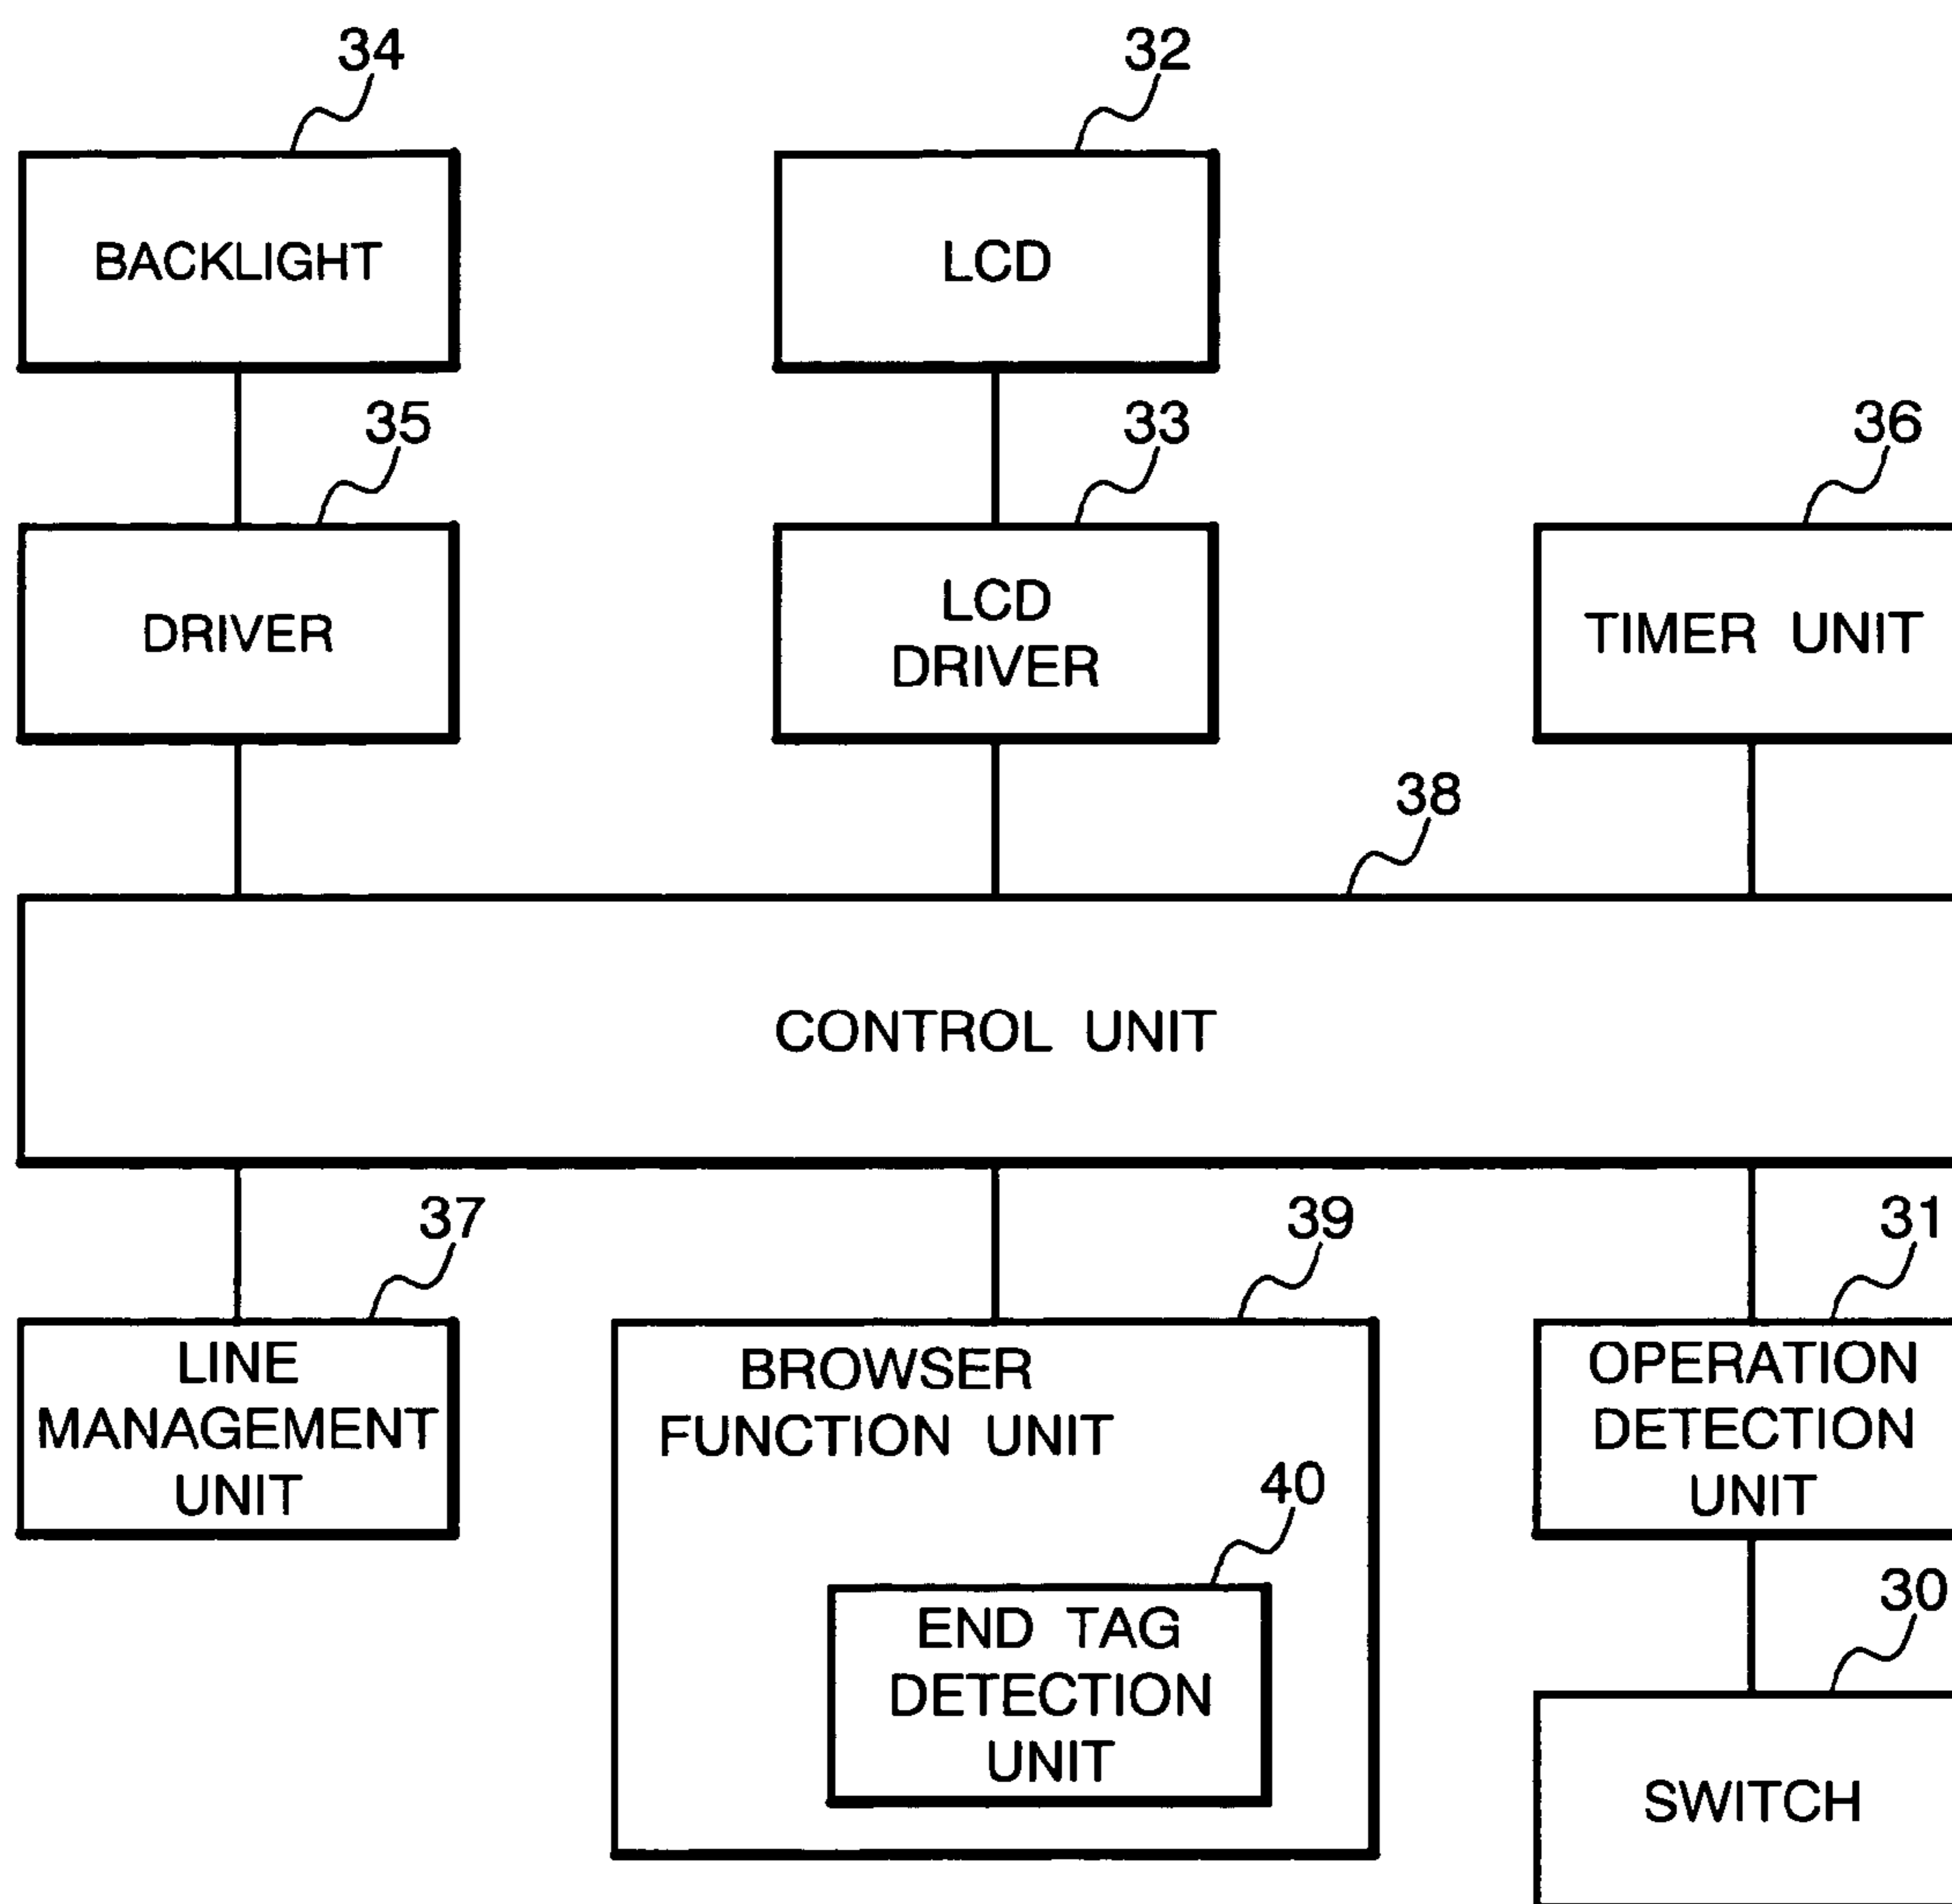 34
32
BACKLIGHT
LCD
35
33
36
DRIVER
LCD
DRIVER
TIMER UNIT
38
CONTROL UNIT
37
39
31
LINE
MANAGEMENT
UNIT
BROWSER
FUNCTION UNIT
OPERATION
DETECTION
UNIT
40
END TAG
DETECTION
UNIT
30
SWITCH